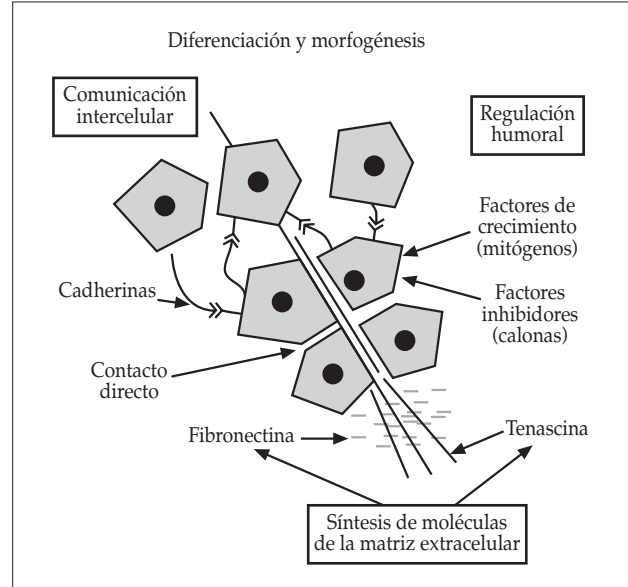 Diferenciación y morfogénesis
Comunicación
intercelular
Regulación
humoral
Factores de
crecimiento
(mitógenos)
Cadherinas
Factores
inhibidores
(calonas)
Contacto
directo
Fibronectina
Tenascina
Síntesis de moléculas
de la matriz extracelular